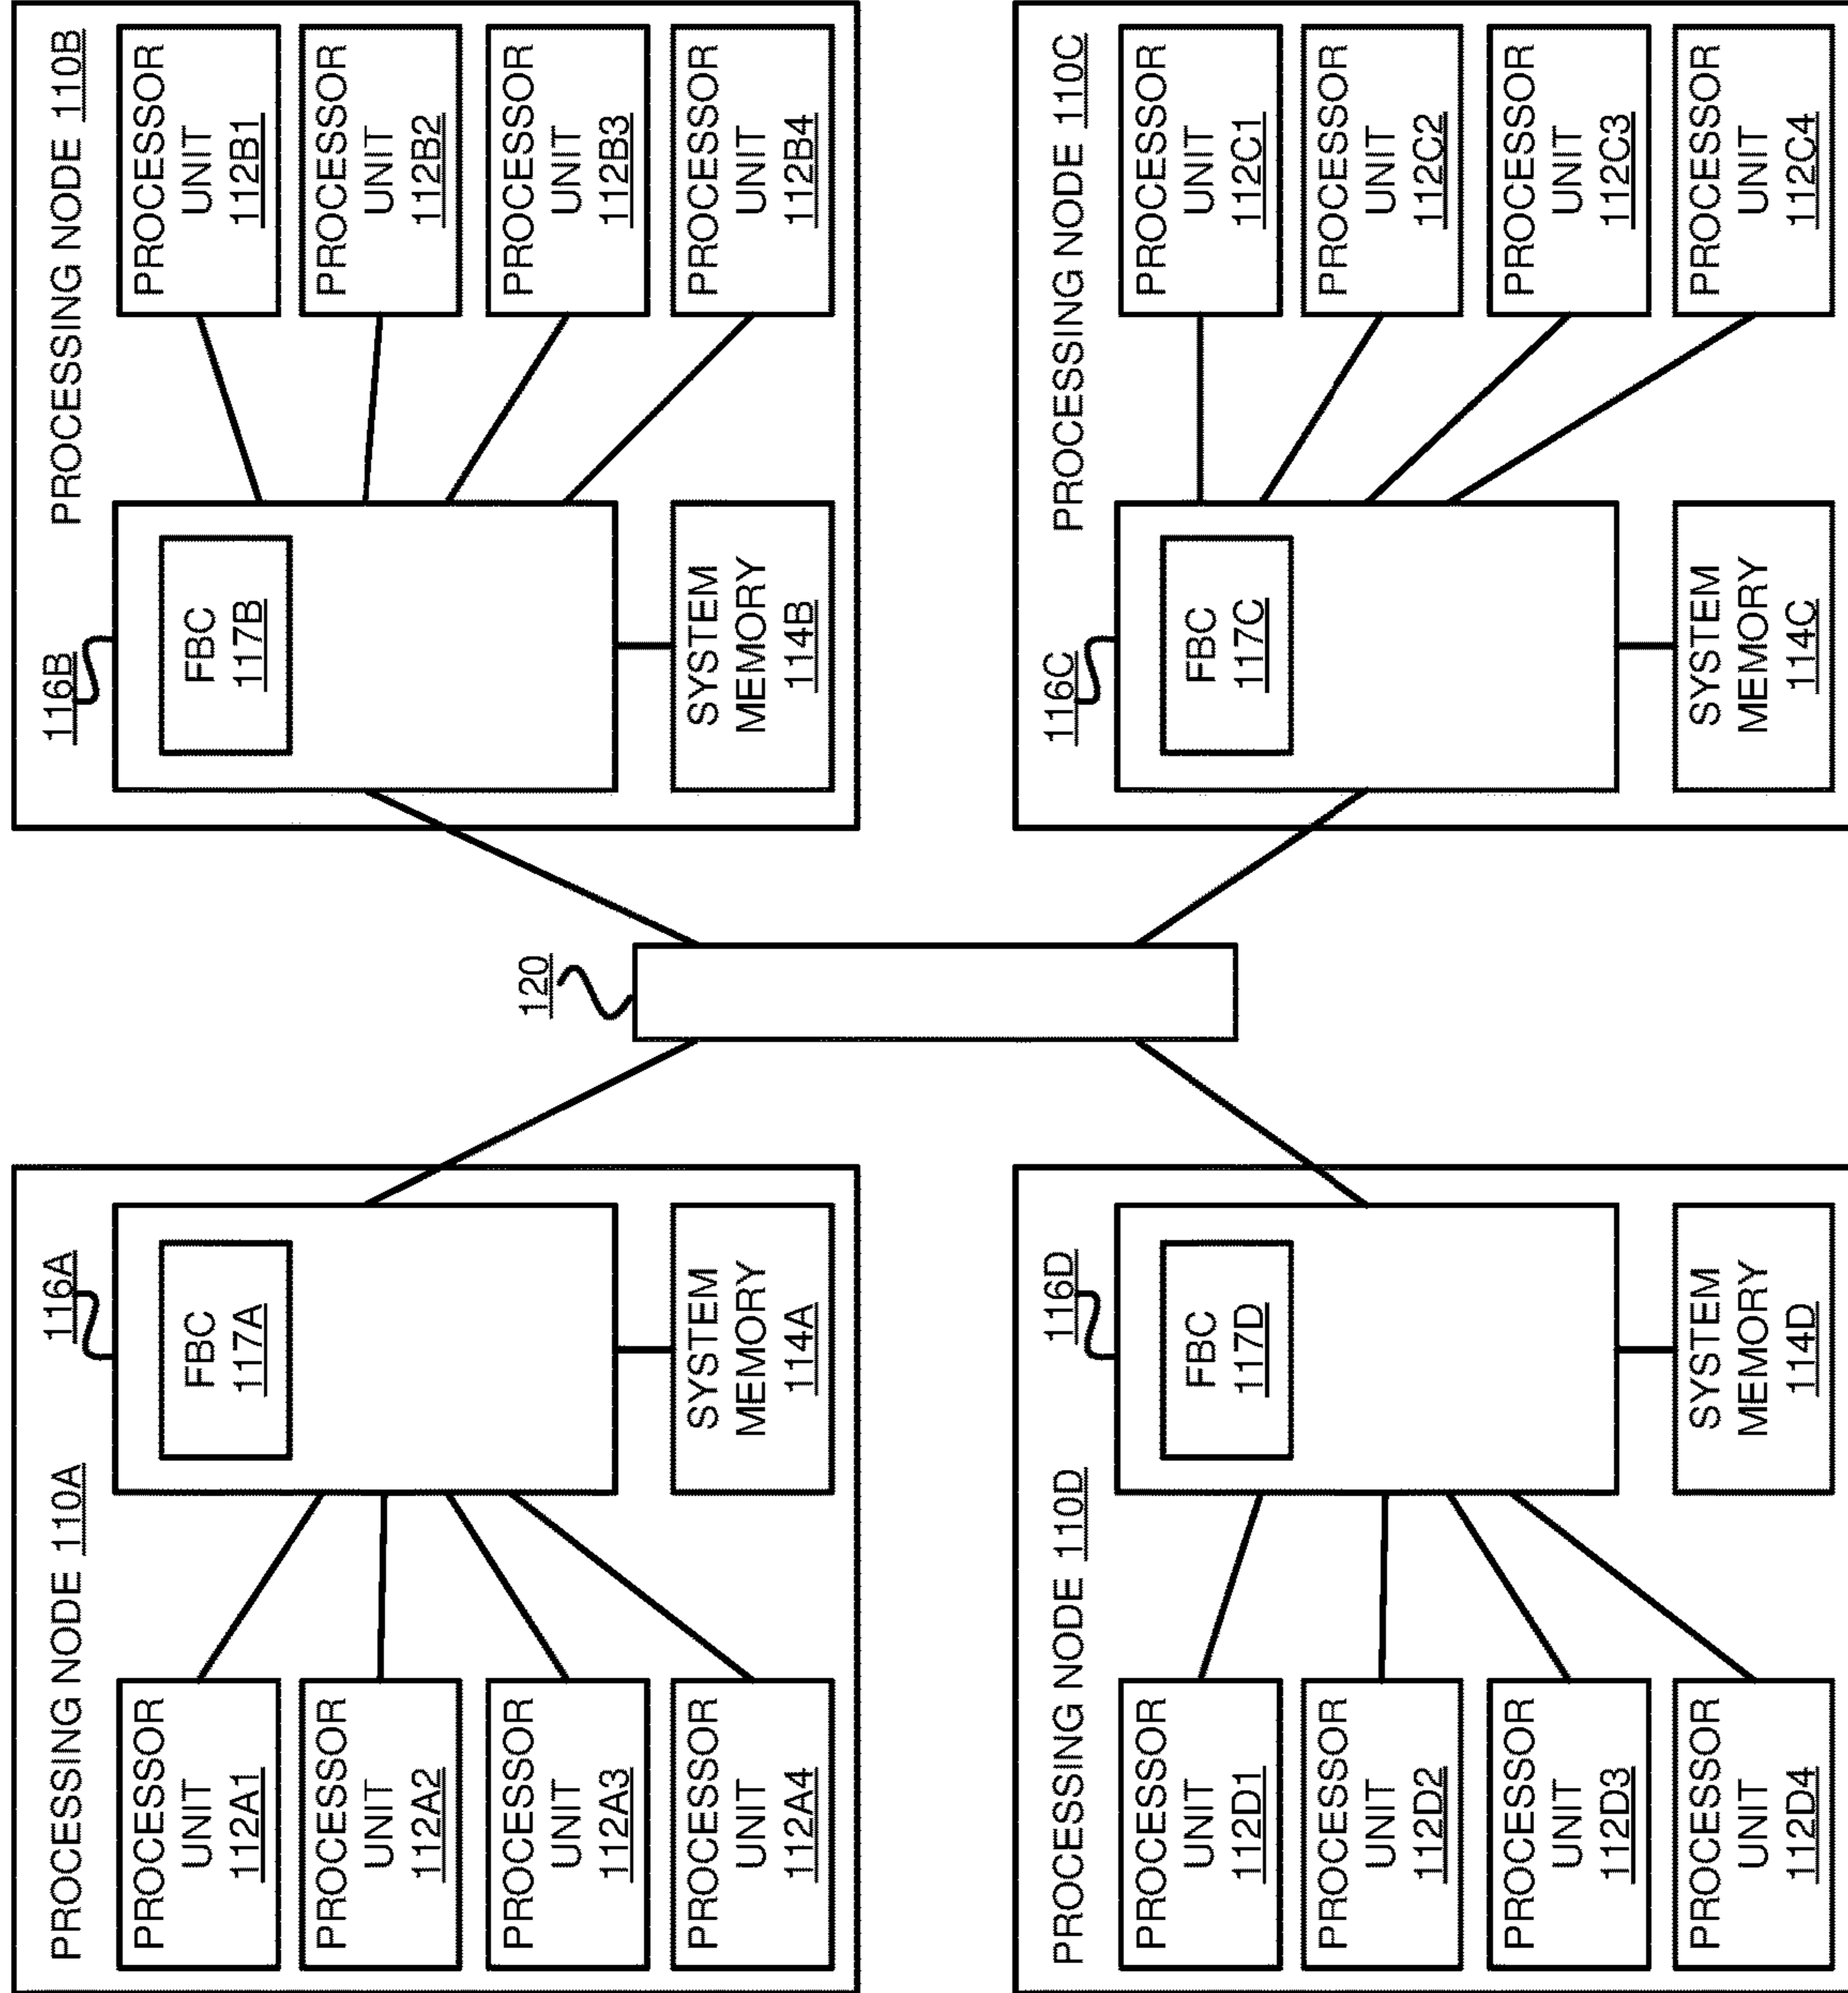 PROCESSING NODE 110A
116A
PROCESSOR
UNIT
112A1
PROCESSOR
UNIT
112A2
PROCESSOR
UNIT
112A3
PROCESSOR
UNIT
112A4
FBC
117A
SYSTEM
MEMORY
114A
120
116B
PROCESSING NODE 110B
FBC
117B
SYSTEM
MEMORY
114B
PROCESSOR
UNIT
112B1
PROCESSOR
UNIT
112B2
PROCESSOR
UNIT
112B3
PROCESSOR
UNIT
112B4
PROCESSING NODE 110D
116D
PROCESSOR
UNIT
112D1
PROCESSOR
UNIT
112D2
PROCESSOR
UNIT
112D3
PROCESSOR
UNIT
112D4
FBC
117D
SYSTEM
MEMORY
114D
116C
PROCESSING NODE 110C
FBC
117C
SYSTEM
MEMORY
114C
PROCESSOR
UNIT
112C1
PROCESSOR
UNIT
112C2
PROCESSOR
UNIT
112C3
PROCESSOR
UNIT
112C4